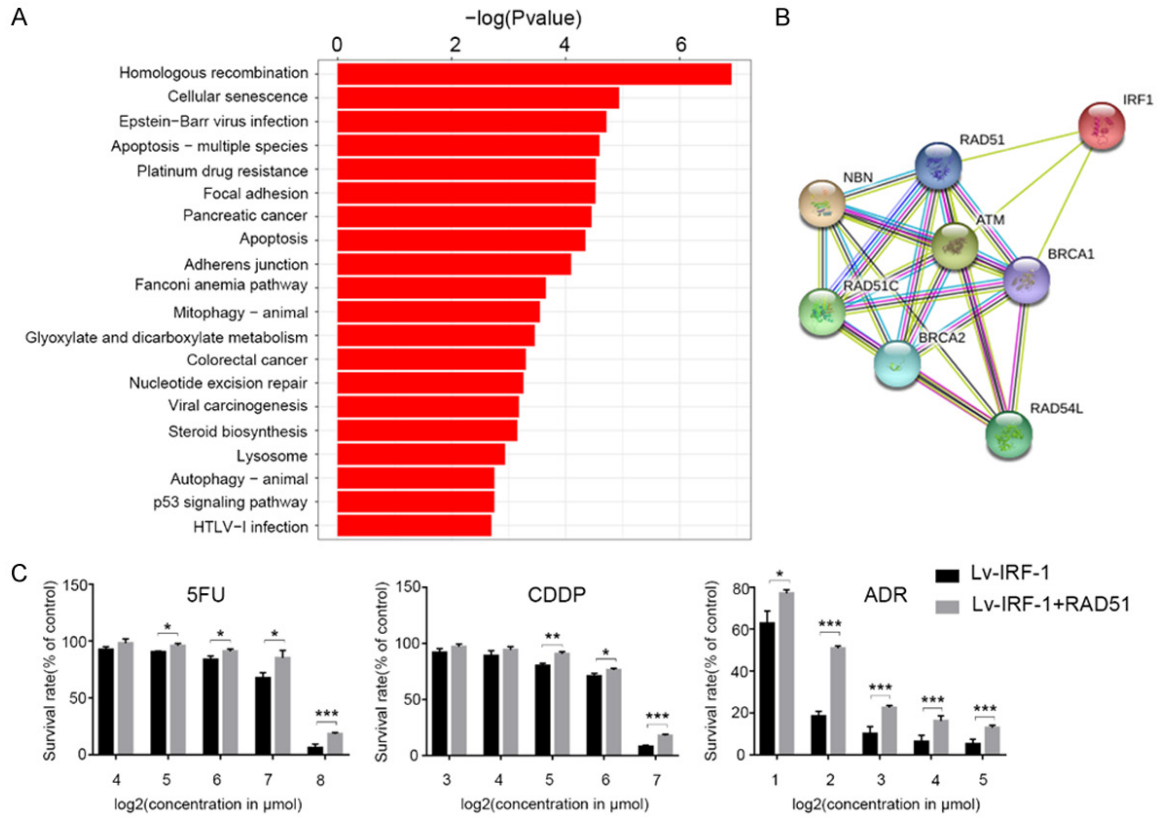 A
−log(Pvalue)
0 2 4 6
Homologous recombination
Cellular senescence
Epstein−Barr virus infection
Apoptosis − multiple species
Platinum drug resistance
Focal adhesion
Pancreatic cancer
Apoptosis
Adherens junction
Fanconi anemia pathway
Mitophagy − animal
Glyoxylate and dicarboxylate metabolism
Colorectal cancer
Nucleotide excision repair
Viral carcinogenesis
Steroid biosynthesis
Lysosome
Autophagy − animal
p53 signaling pathway
HTLV−I infection
B
IRF1
RAD51
NBN
ATM
BRCA1
RAD51C
BRCA2
RAD54L
C
5FU
Survival rate(% of control)
150
100
50
0
* * * ***
4 5 6 7 8
log2(concentration in µmol)
CDDP
Survival rate(% of control)
150
100
50
0
** * ***
3 4 5 6 7
log2(concentration in µmol)
ADR
Survival rate(% of control)
80
60
40
20
0
* *** *** *** ***
1 2 3 4 5
log2(concentration in µmol)
Lv-IRF-1
Lv-IRF-1+RAD51